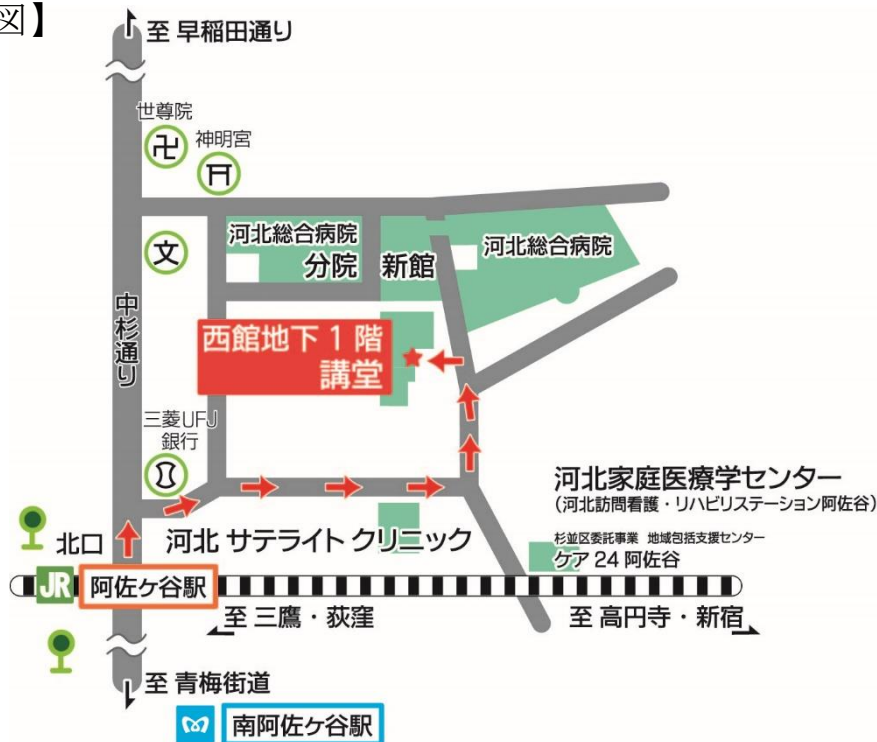 図】
至 早稲田通り
世尊院
卍
神明宮
文
河北総合病院
分院
新館
河北総合病院
中杉通り
西館地下1階
講堂
三菱UFJ
銀行
河北家庭医療学センター
(河北訪問看護・リハビリステーション阿佐谷)
北口
河北 サテライト クリニック
杉並区委託事業 地域包括支援センター
ケア 24 阿佐谷
JR
阿佐ヶ谷駅
至 三鷹・荻窪
至 高円寺・新宿
至 青梅街道
南阿佐ヶ谷駅